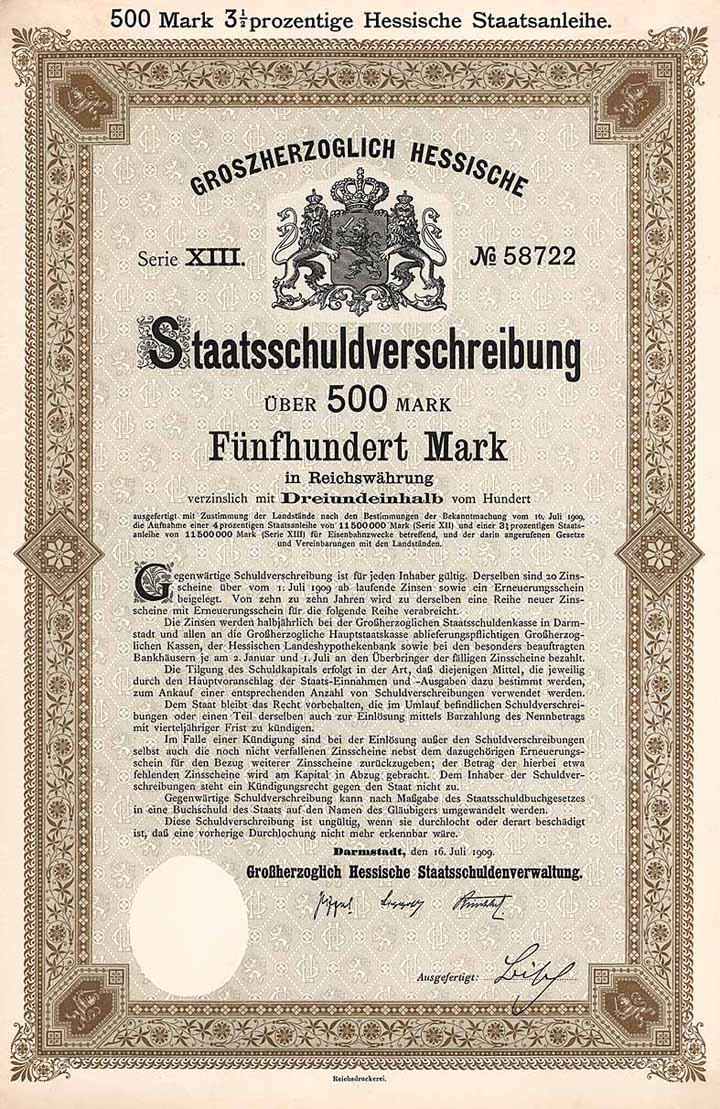 500 Mark 3½prozentige Hessische Staatsanleihe.
GROSZHERZOGLICH HESSISCHE
Serie XIII. № 58722
Staatsschuldverschreibung
ÜBER 500 MARK
Fünfhundert Mark
in Reichswährung
verzinslich mit Dreiundeinhalb vom Hundert
ausgefertigt mit Zustimmung der Landstände nach den Bestimmungen der Bekanntmachung vom 16. Juli 1909,
die Aufnahme einer 4prozentigen Staatsanleihe von 11500000 Mark (Serie XII) und einer 3½prozentigen Staats-
anleihe von 11500000 Mark (Serie XIII) für Eisenbahnzwecke betreffend, und der darin angerufenen Gesetze
und Vereinbarungen mit den Landständen.
Gegenwärtige Schuldverschreibung ist für jeden Inhaber gültig. Derselben sind 20 Zins-
scheine über vom 1. Juli 1909 ab laufende Zinsen sowie ein Erneuerungsschein
beigelegt. Von zehn zu zehn Jahren wird zu derselben eine Reihe neuer Zins-
scheine mit Erneuerungsschein für die folgende Reihe verabreicht.
Die Zinsen werden halbjährlich bei der Großherzoglichen Staatsschuldenkasse in Darm-
stadt und allen an die Großherzogliche Hauptstaatskasse ablieferungspflichtigen Großherzog-
lichen Kassen, der Hessischen Landeshypothekenbank sowie bei den besonders beauftragten
Bankhäusern je am 2. Januar und 1. Juli an den Überbringer der fälligen Zinsscheine bezahlt.
Die Tilgung des Schuldkapitals erfolgt in der Art, daß diejenigen Mittel, die jeweilig
durch den Hauptvoranschlag der Staats-Einnahmen und -Ausgaben dazu bestimmt werden,
zum Ankauf einer entsprechenden Anzahl von Schuldverschreibungen verwendet werden.
Dem Staat bleibt das Recht vorbehalten, die im Umlauf befindlichen Schuldverschrei-
bungen oder einen Teil derselben auch zur Einlösung mittels Barzahlung des Nennbetrags
mit vierteljähriger Frist zu kündigen.
Im Falle einer Kündigung sind bei der Einlösung außer den Schuldverschreibungen
selbst auch die noch nicht verfallenen Zinsscheine nebst dem dazugehörigen Erneuerungs-
schein für den Bezug weiterer Zinsscheine zurückzugeben; der Betrag der hierbei etwa
fehlenden Zinsscheine wird am Kapital in Abzug gebracht. Dem Inhaber der Schuldver-
schreibungen steht ein Kündigungsrecht gegen den Staat nicht zu.
Gegenwärtige Schuldverschreibung kann nach Maßgabe des Staatsschuldbuchgesetzes
in eine Buchschuld des Staats auf den Namen des Gläubigers umgewandelt werden.
Diese Schuldverschreibung ist ungültig, wenn sie durchlocht oder derart beschädigt
ist, daß eine vorherige Durchlochung nicht mehr erkennbar wäre.
Darmstadt, den 16. Juli 1909.
Großherzoglich Hessische Staatsschuldenverwaltung.
Ausgefertigt:
Reichsdruckerei.